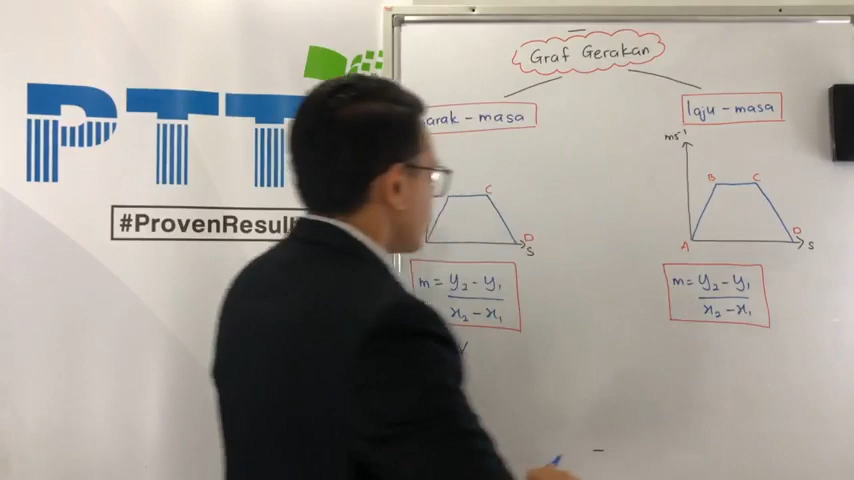 PTT
#ProvenResul
Graf Gerakan
arak - masa
laju - masa
ms⁻¹
C
D
S
B C
A
D
S
m = y₂ - y₁
x₂ - x₁
m = y₂ - y₁
x₂ - x₁